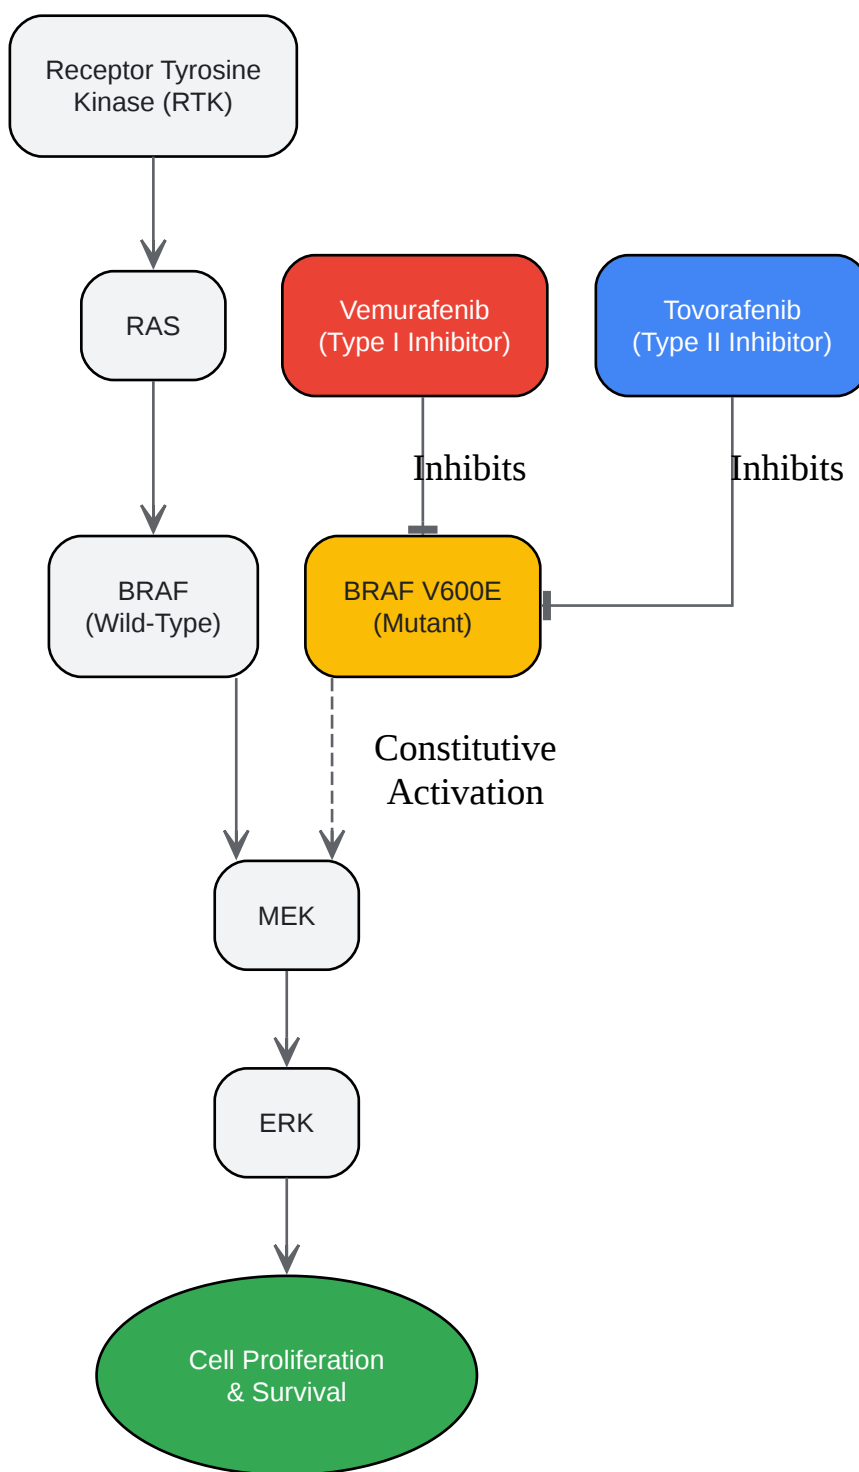 Receptor Tyrosine
Kinase (RTK)
RAS
Vemurafenib
(Type I Inhibitor)
Tovorafenib
(Type II Inhibitor)
Inhibits
Inhibits
BRAF
(Wild-Type)
BRAF V600E
(Mutant)
Constitutive
Activation
MEK
ERK
Cell Proliferation
& Survival